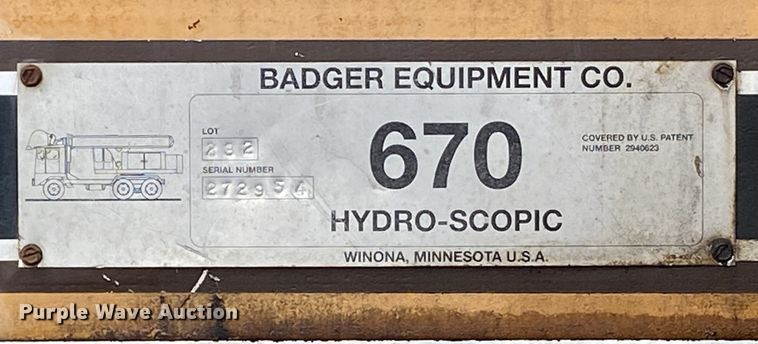 BADGER EQUIPMENT CO.
LOT
292
670
COVERED BY U.S. PATENT
NUMBER 2940623
SERIAL NUMBER
272954
HYDRO-SCOPIC
WINONA, MINNESOTA U.S.A.
Purple Wave Auction